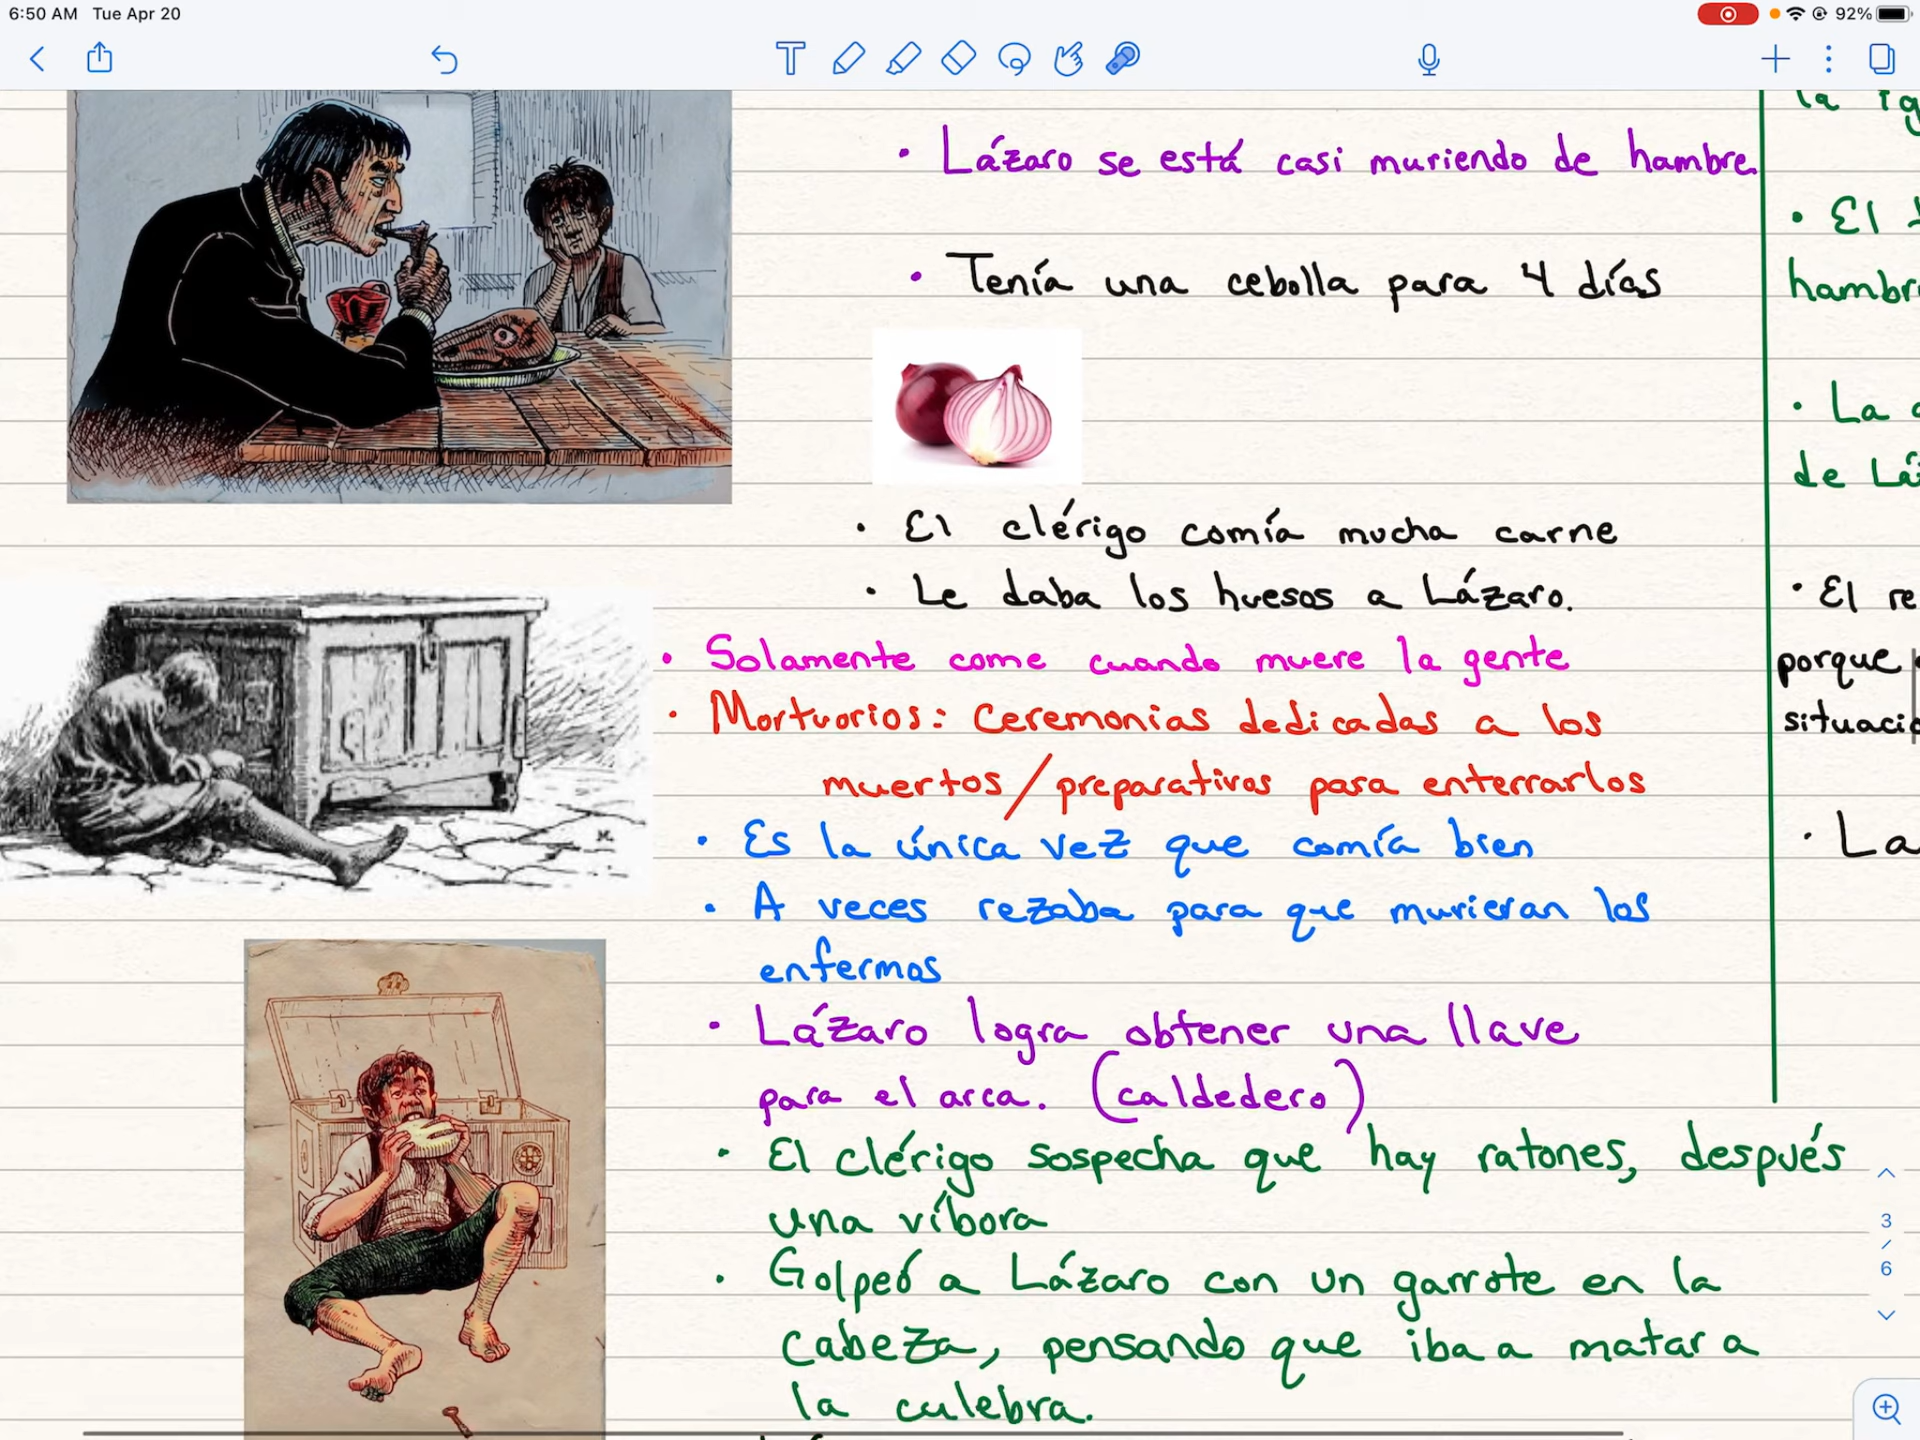 6:50 AM Tue Apr 20
92%
la ig
• Lázaro se está casi muriendo de hambre
• El
hambr
• Tenía una cebolla para 4 días
• La
de Láz
• El clérigo comía mucha carne
• Le daba los huesos a Lázaro.
• El re
porque
situació
• La
• Solamente come cuando muere la gente
• Mortuorios: Ceremonias dedicadas a los
muertos/preparativos para enterrarlos
• Es la única vez que comía bien
• A veces rezaba para que murieran los
enfermos
• Lázaro logra obtener una llave
para el arca. (caldedero)
• El clérigo sospecha que hay ratones, después
una víbora
• Golpeó a Lázaro con un garrote en la
cabeza, pensando que iba a matar a
la culebra.
3
/
6